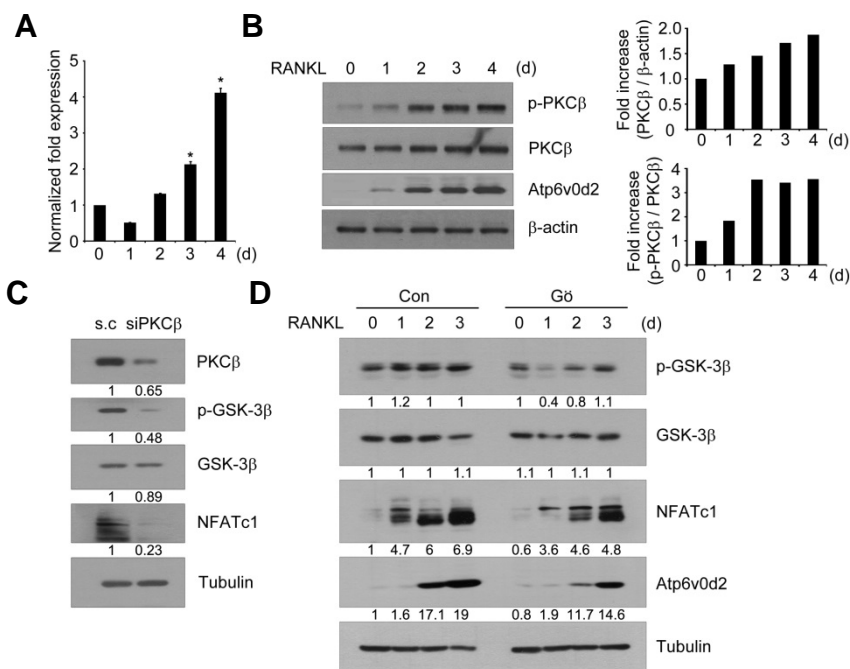 A
Normalized fold expression
5
4
3
2
1
0
*
*
0 1 2 3 4 (d)
B
RANKL 0 1 2 3 4 (d)
p-PKCβ
PKCβ
Atp6v0d2
β-actin
Fold increase
(PKCβ / β-actin)
2.0
1.5
1.0
0.5
0
0 1 2 3 4 (d)
Fold increase
(p-PKCβ / PKCβ)
4
3
2
1
0
0 1 2 3 4 (d)
C
s.c siPKCβ
PKCβ
1 0.65
p-GSK-3β
1 0.48
GSK-3β
1 0.89
NFATc1
1 0.23
Tubulin
D
Con Gö
RANKL 0 1 2 3 0 1 2 3 (d)
p-GSK-3β
1 1.2 1 1 1 0.4 0.8 1.1
GSK-3β
1 1 1 1.1 1.1 1 1.1 1
NFATc1
1 4.7 6 6.9 0.6 3.6 4.6 4.8
Atp6v0d2
1 1.6 17.1 19 0.8 1.9 11.7 14.6
Tubulin